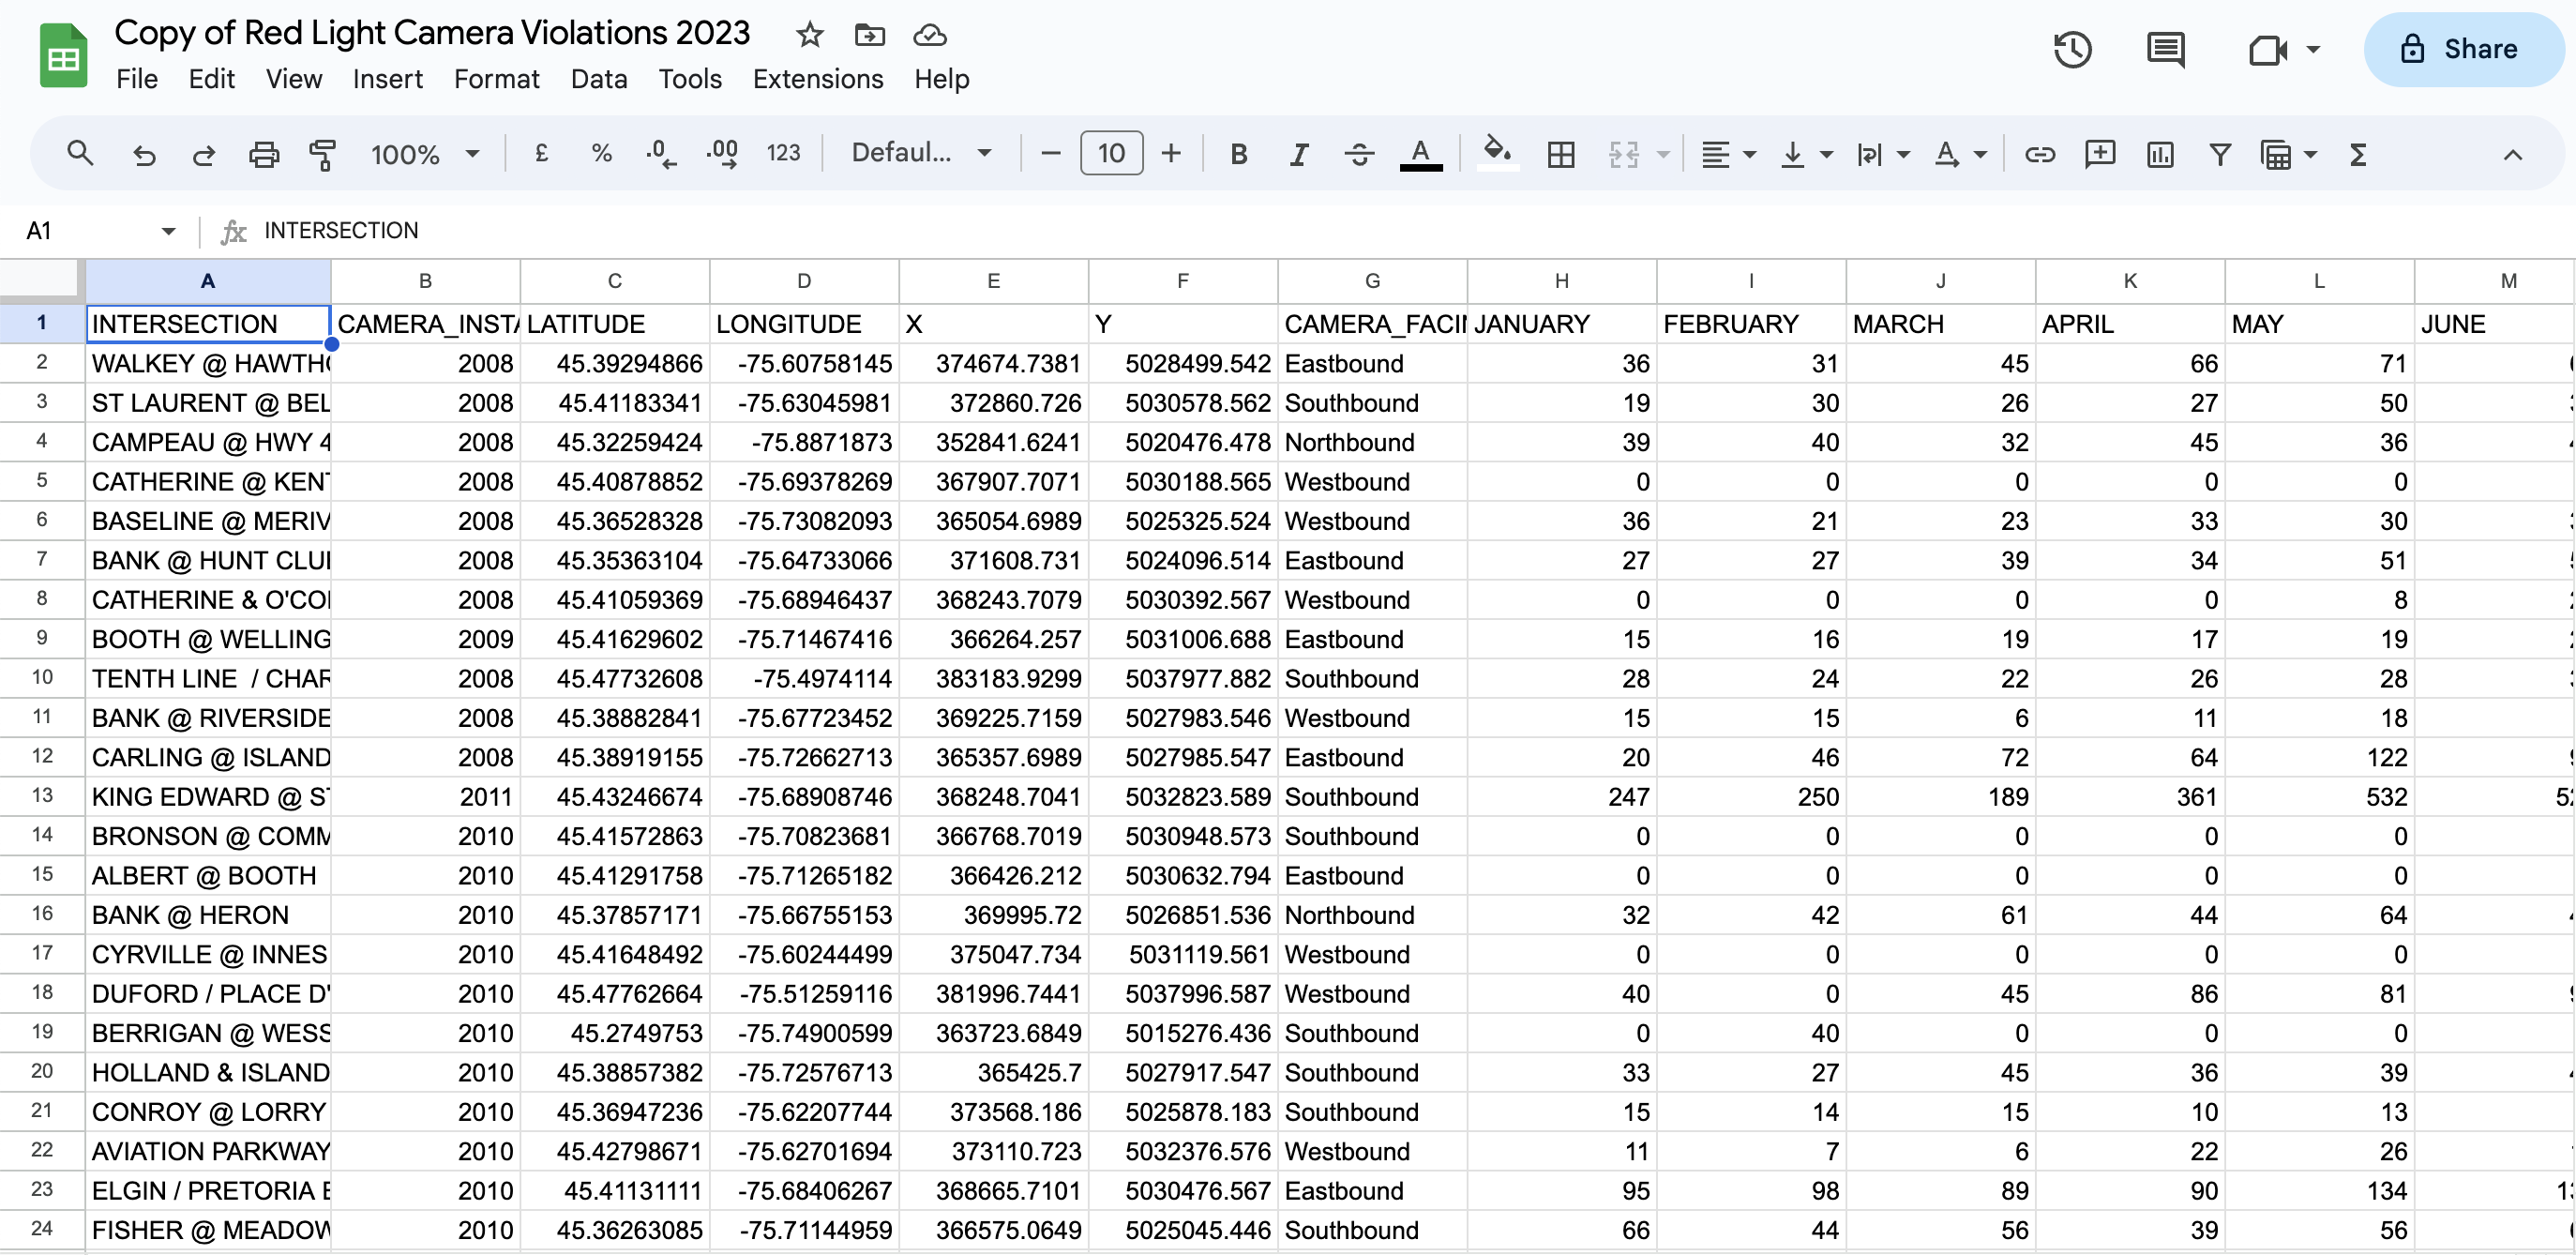 Copy of Red Light Camera Violations 2023
File Edit View Insert Format Data Tools Extensions Help
Share
100% £ % .0 .00 123 Defaul... 10 B I A A Σ
A1 fx INTERSECTION
A B C D E F G H I J K L M
1 INTERSECTION CAMERA_INSTA LATITUDE LONGITUDE X Y CAMERA_FACI JANUARY FEBRUARY MARCH APRIL MAY JUNE
2 WALKEY @ HAWTH 2008 45.39294866 -75.60758145 374674.7381 5028499.542 Eastbound 36 31 45 66 71
3 ST LAURENT @ BEL 2008 45.41183341 -75.63045981 372860.726 5030578.562 Southbound 19 30 26 27 50
4 CAMPEAU @ HWY 4 2008 45.32259424 -75.8871873 352841.6241 5020476.478 Northbound 39 40 32 45 36
5 CATHERINE @ KENT 2008 45.40878852 -75.69378269 367907.7071 5030188.565 Westbound 0 0 0 0 0
6 BASELINE @ MERIV 2008 45.36528328 -75.73082093 365054.6989 5025325.524 Westbound 36 21 23 33 30
7 BANK @ HUNT CLU 2008 45.35363104 -75.64733066 371608.731 5024096.514 Eastbound 27 27 39 34 51
8 CATHERINE & O'CO 2008 45.41059369 -75.68946437 368243.7079 5030392.567 Westbound 0 0 0 0 8
9 BOOTH @ WELLING 2009 45.41629602 -75.71467416 366264.257 5031006.688 Eastbound 15 16 19 17 19
10 TENTH LINE / CHAR 2008 45.47732608 -75.4974114 383183.9299 5037977.882 Southbound 28 24 22 26 28
11 BANK @ RIVERSIDE 2008 45.38882841 -75.67723452 369225.7159 5027983.546 Westbound 15 15 6 11 18
12 CARLING @ ISLAND 2008 45.38919155 -75.72662713 365357.6989 5027985.547 Eastbound 20 46 72 64 122
13 KING EDWARD @ ST 2011 45.43246674 -75.68908746 368248.7041 5032823.589 Southbound 247 250 189 361 532
14 BRONSON @ COMM 2010 45.41572863 -75.70823681 366768.7019 5030948.573 Southbound 0 0 0 0 0
15 ALBERT @ BOOTH 2010 45.41291758 -75.71265182 366426.212 5030632.794 Eastbound 0 0 0 0 0
16 BANK @ HERON 2010 45.37857171 -75.66755153 369995.72 5026851.536 Northbound 32 42 61 44 64
17 CYRVILLE @ INNES 2010 45.41648492 -75.60244499 375047.734 5031119.561 Westbound 0 0 0 0 0
18 DUFORD / PLACE D' 2010 45.47762664 -75.51259116 381996.7441 5037996.587 Westbound 40 0 45 86 81
19 BERRIGAN @ WESS 2010 45.2749753 -75.74900599 363723.6849 5015276.436 Southbound 0 40 0 0 0
20 HOLLAND & ISLAND 2010 45.38857382 -75.72576713 365425.7 5027917.547 Southbound 33 27 45 36 39
21 CONROY @ LORRY 2010 45.36947236 -75.62207744 373568.186 5025878.183 Southbound 15 14 15 10 13
22 AVIATION PARKWAY 2010 45.42798671 -75.62701694 373110.723 5032376.576 Westbound 11 7 6 22 26
23 ELGIN / PRETORIA 2010 45.41131111 -75.68406267 368665.7101 5030476.567 Eastbound 95 98 89 90 134
24 FISHER @ MEADOW 2010 45.36263085 -75.71144959 366575.0649 5025045.446 Southbound 66 44 56 39 56